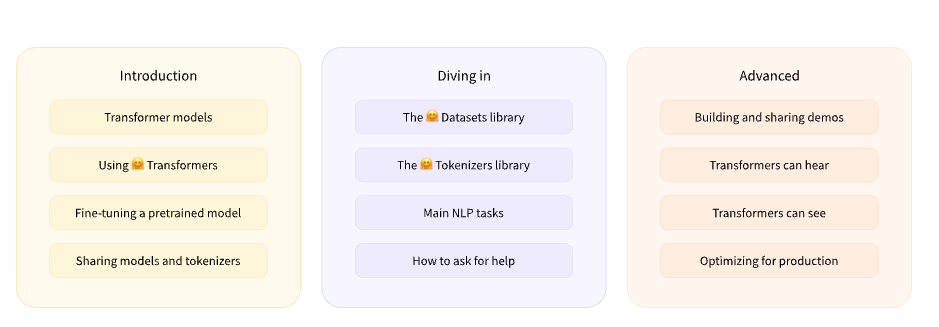 Introduction
Transformer models
Using 🤗 Transformers
Fine-tuning a pretrained model
Sharing models and tokenizers
Diving in
The 🤗 Datasets library
The 🤗 Tokenizers library
Main NLP tasks
How to ask for help
Advanced
Building and sharing demos
Transformers can hear
Transformers can see
Optimizing for production